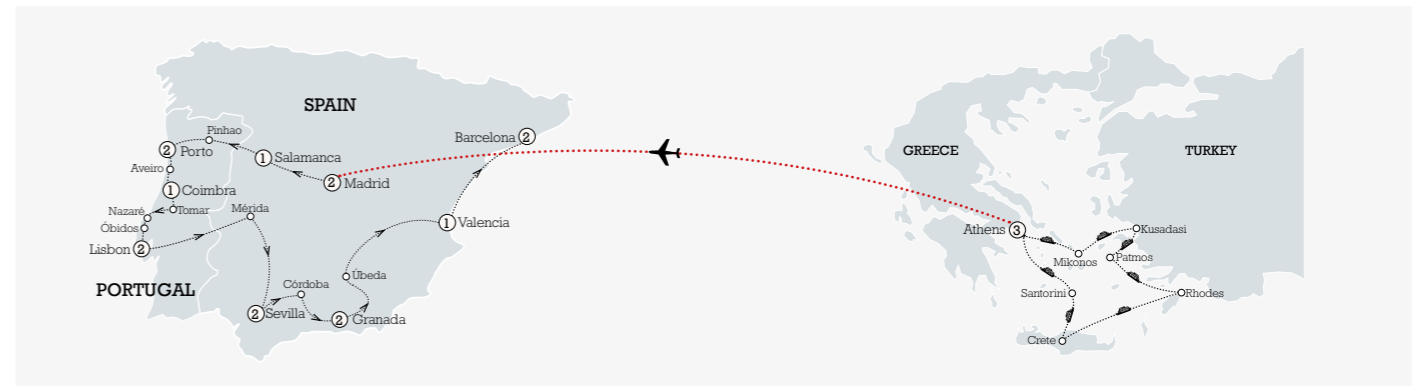 SPAIN
Barcelona 2
Pinhao
2 Porto
1 Salamanca
Aveiro
2 Madrid
1 Coimbra
Nazaré
Tomar
Mérida
Óbidos
1 Valencia
Lisbon 2
Úbeda
PORTUGAL
Córdoba
2 Sevilla
2 Granada
GREECE
TURKEY
Athens 3
Kusadasi
Mikonos
Patmos
Santorini
Rhodes
Crete